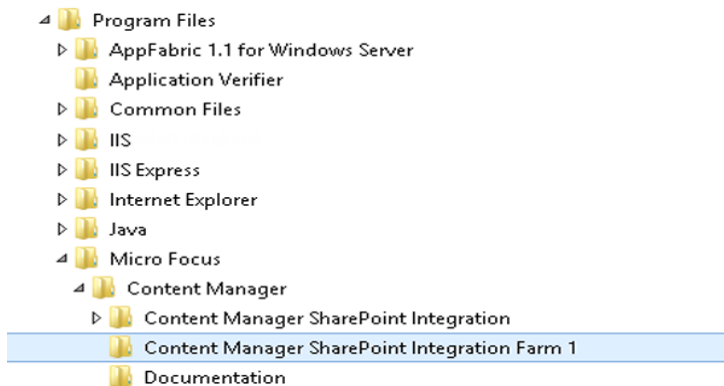 Program Files
AppFabric 1.1 for Windows Server
Application Verifier
Common Files
IIS
IIS Express
Internet Explorer
Java
Micro Focus
Content Manager
Content Manager SharePoint Integration
Content Manager SharePoint Integration Farm 1
Documentation